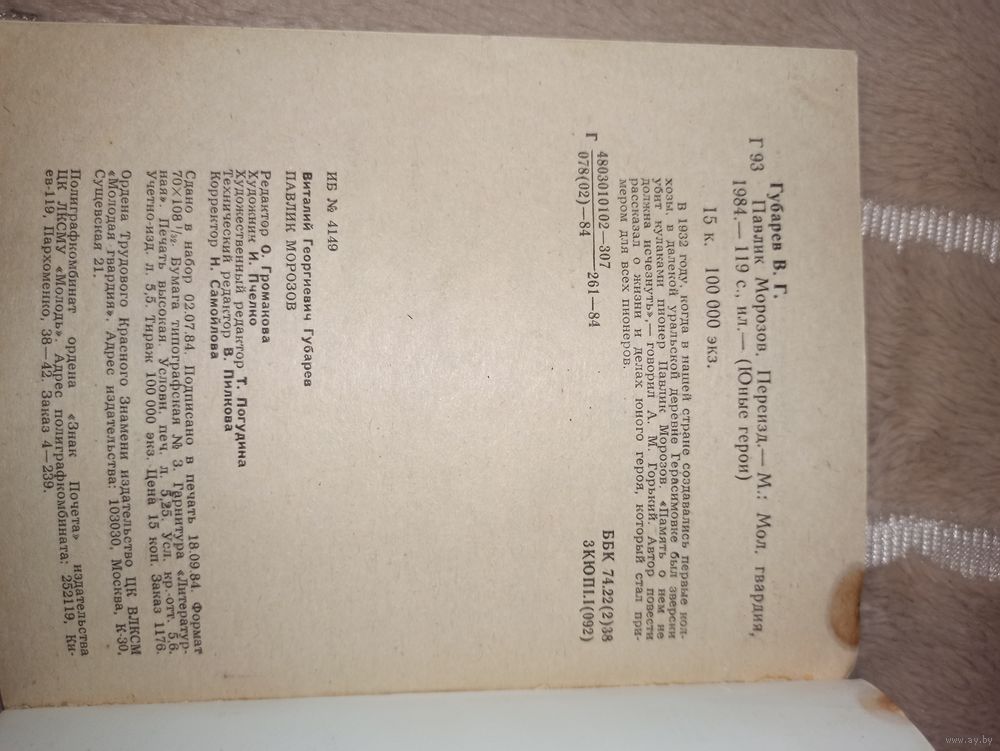 Губарев В. Г.
Г 93 Павлик Морозов. Переизд.— М.: Мол. гвардия,
1984.— 119 с., ил.— (Юные герои)
15 к. 100 000 экз.
В 1932 году, когда в нашей стране создавались первые кол-
хозы, в далекой уральской деревне Герасимовке был зверски
убит кулаками пионер Павлик Морозов. «Память о нем не
должна исчезнуть»,— говорил А. М. Горький. Автор повести
рассказал о жизни и делах юного героя, который стал при-
мером для всех пионеров.
Г 4803010102—307 261—84
078(02)—84
ББК 74.22(2)38
3КЮП1.1(092)
ИБ № 4149
Виталий Георгиевич Губарев
ПАВЛИК МОРОЗОВ
Редактор О. Громакова
Художник И. Пчелко
Художественный редактор Т. Погудина
Технический редактор В. Пилкова
Корректор Н. Самойлова
Сдано в набор 02.07.84. Подписано в печать 18.09.84. Формат
70×108 1/32. Бумага типографская № 3. Гарнитура «Литератур-
ная». Печать высокая. Условн. печ. л. 5,25. Усл. кр.-отт. 5,6.
Учетно-изд. л. 5,5. Тираж 100 000 экз. Цена 15 коп. Заказ 1176.
Ордена Трудового Красного Знамени издательство ЦК ВЛКСМ
«Молодая гвардия». Адрес издательства: 103030, Москва, К-30,
Сущевская 21.
Полиграфкомбинат ордена «Знак Почета» издательства
ЦК ЛКСМУ «Молодь». Адрес полиграфкомбината: 252119, Ки-
ев-119, Пархоменко, 38—42. Заказ 4—239.
www.ay.by